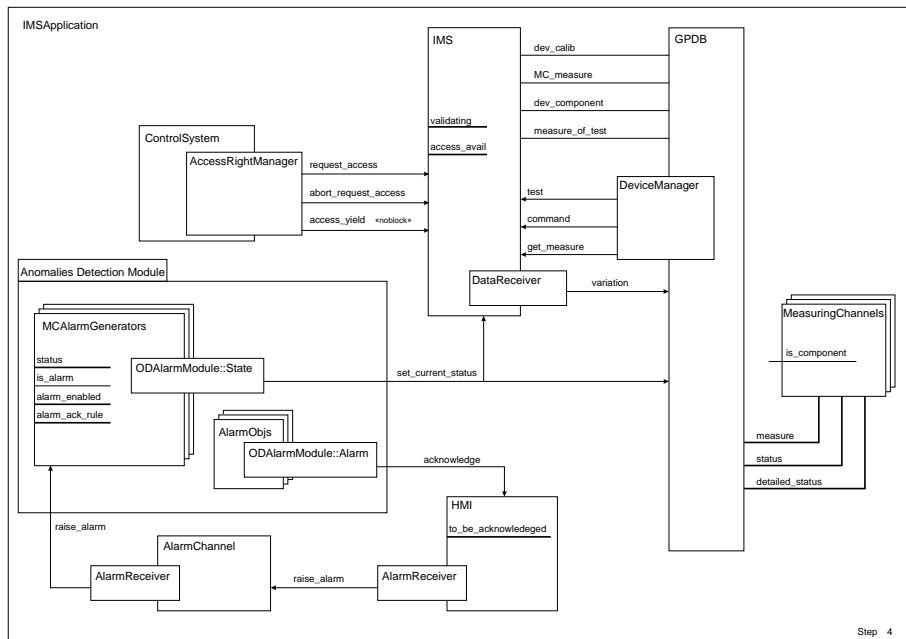 IMSApplication
IMS
GPDB
dev_calib
MC_measure
dev_component
measure_of_test
validating
access_avail
ControlSystem
AccessRightManager
request_access
abort_request_access
access_yield «noblock»
DeviceManager
test
command
get_measure
Anomalies Detection Module
DataReceiver
variation
MCAlarmGenerators
status
is_alarm
alarm_enabled
alarm_ack_rule
ODAlarmModule::State
set_current_status
MeasuringChannels
is_component
AlarmObjs
ODAlarmModule::Alarm
acknowledge
measure
status
detailed_status
HMI
to_be_acknowledeged
raise_alarm
AlarmChannel
AlarmReceiver
raise_alarm
AlarmReceiver
Step 4